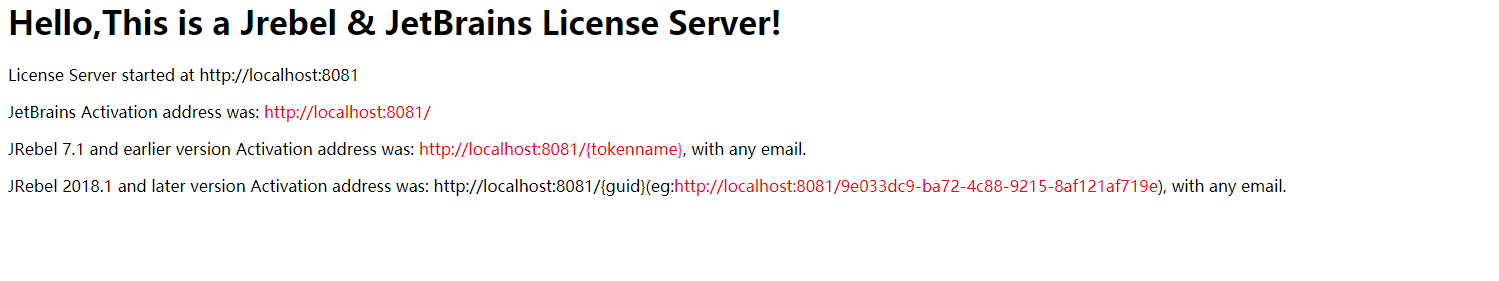 Hello,This is a Jrebel & JetBrains License Server!
License Server started at http://localhost:8081
JetBrains Activation address was: http://localhost:8081/
JRebel 7.1 and earlier version Activation address was: http://localhost:8081/{tokenname}, with any email.
JRebel 2018.1 and later version Activation address was: http://localhost:8081/{guid}(eg:http://localhost:8081/9e033dc9-ba72-4c88-9215-8af121af719e), with any email.